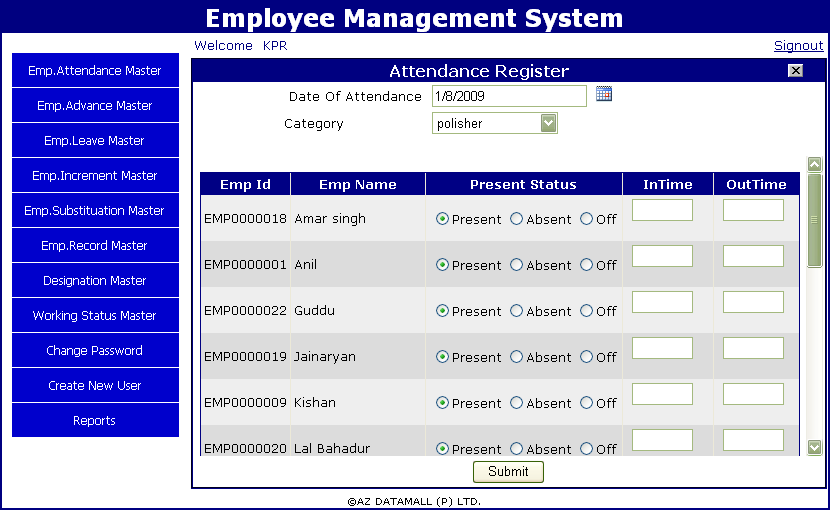 Employee Management System
Welcome KPR Signout
Emp.Attendance Master
Emp.Advance Master
Emp.Leave Master
Emp.Increment Master
Emp.Substituation Master
Emp.Record Master
Designation Master
Working Status Master
Change Password
Create New User
Reports
Attendance Register
Date Of Attendance 1/8/2009
Category polisher
Emp Id Emp Name Present Status InTime OutTime
EMP0000018 Amar singh Present Absent Off
EMP0000001 Anil Present Absent Off
EMP0000022 Guddu Present Absent Off
EMP0000019 Jainaryan Present Absent Off
EMP0000009 Kishan Present Absent Off
EMP0000020 Lal Bahadur Present Absent Off
Submit
©AZ DATAMALL (P) LTD.